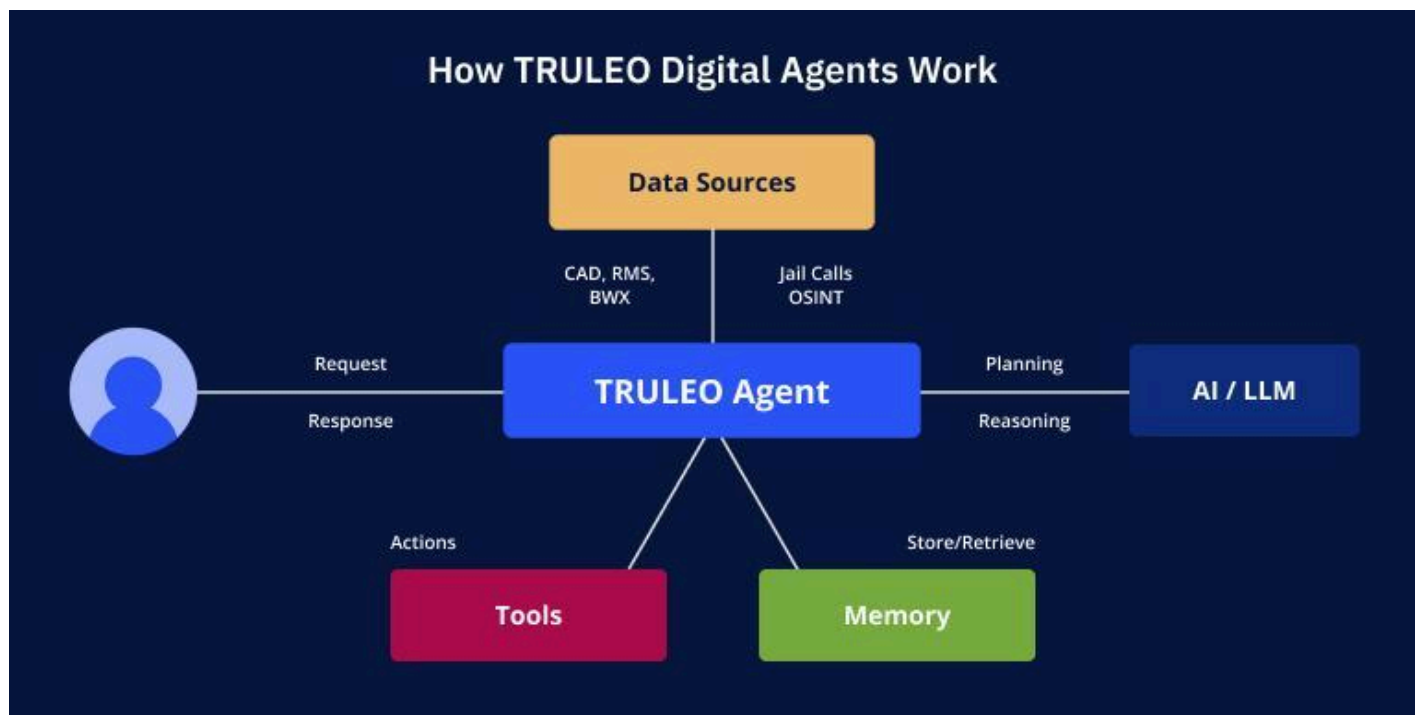 How TRULEO Digital Agents Work
Data Sources
CAD, RMS,
BWX
Jail Calls
OSINT
Request
Response
TRULEO Agent
Planning
Reasoning
AI / LLM
Actions
Store/Retrieve
Tools
Memory